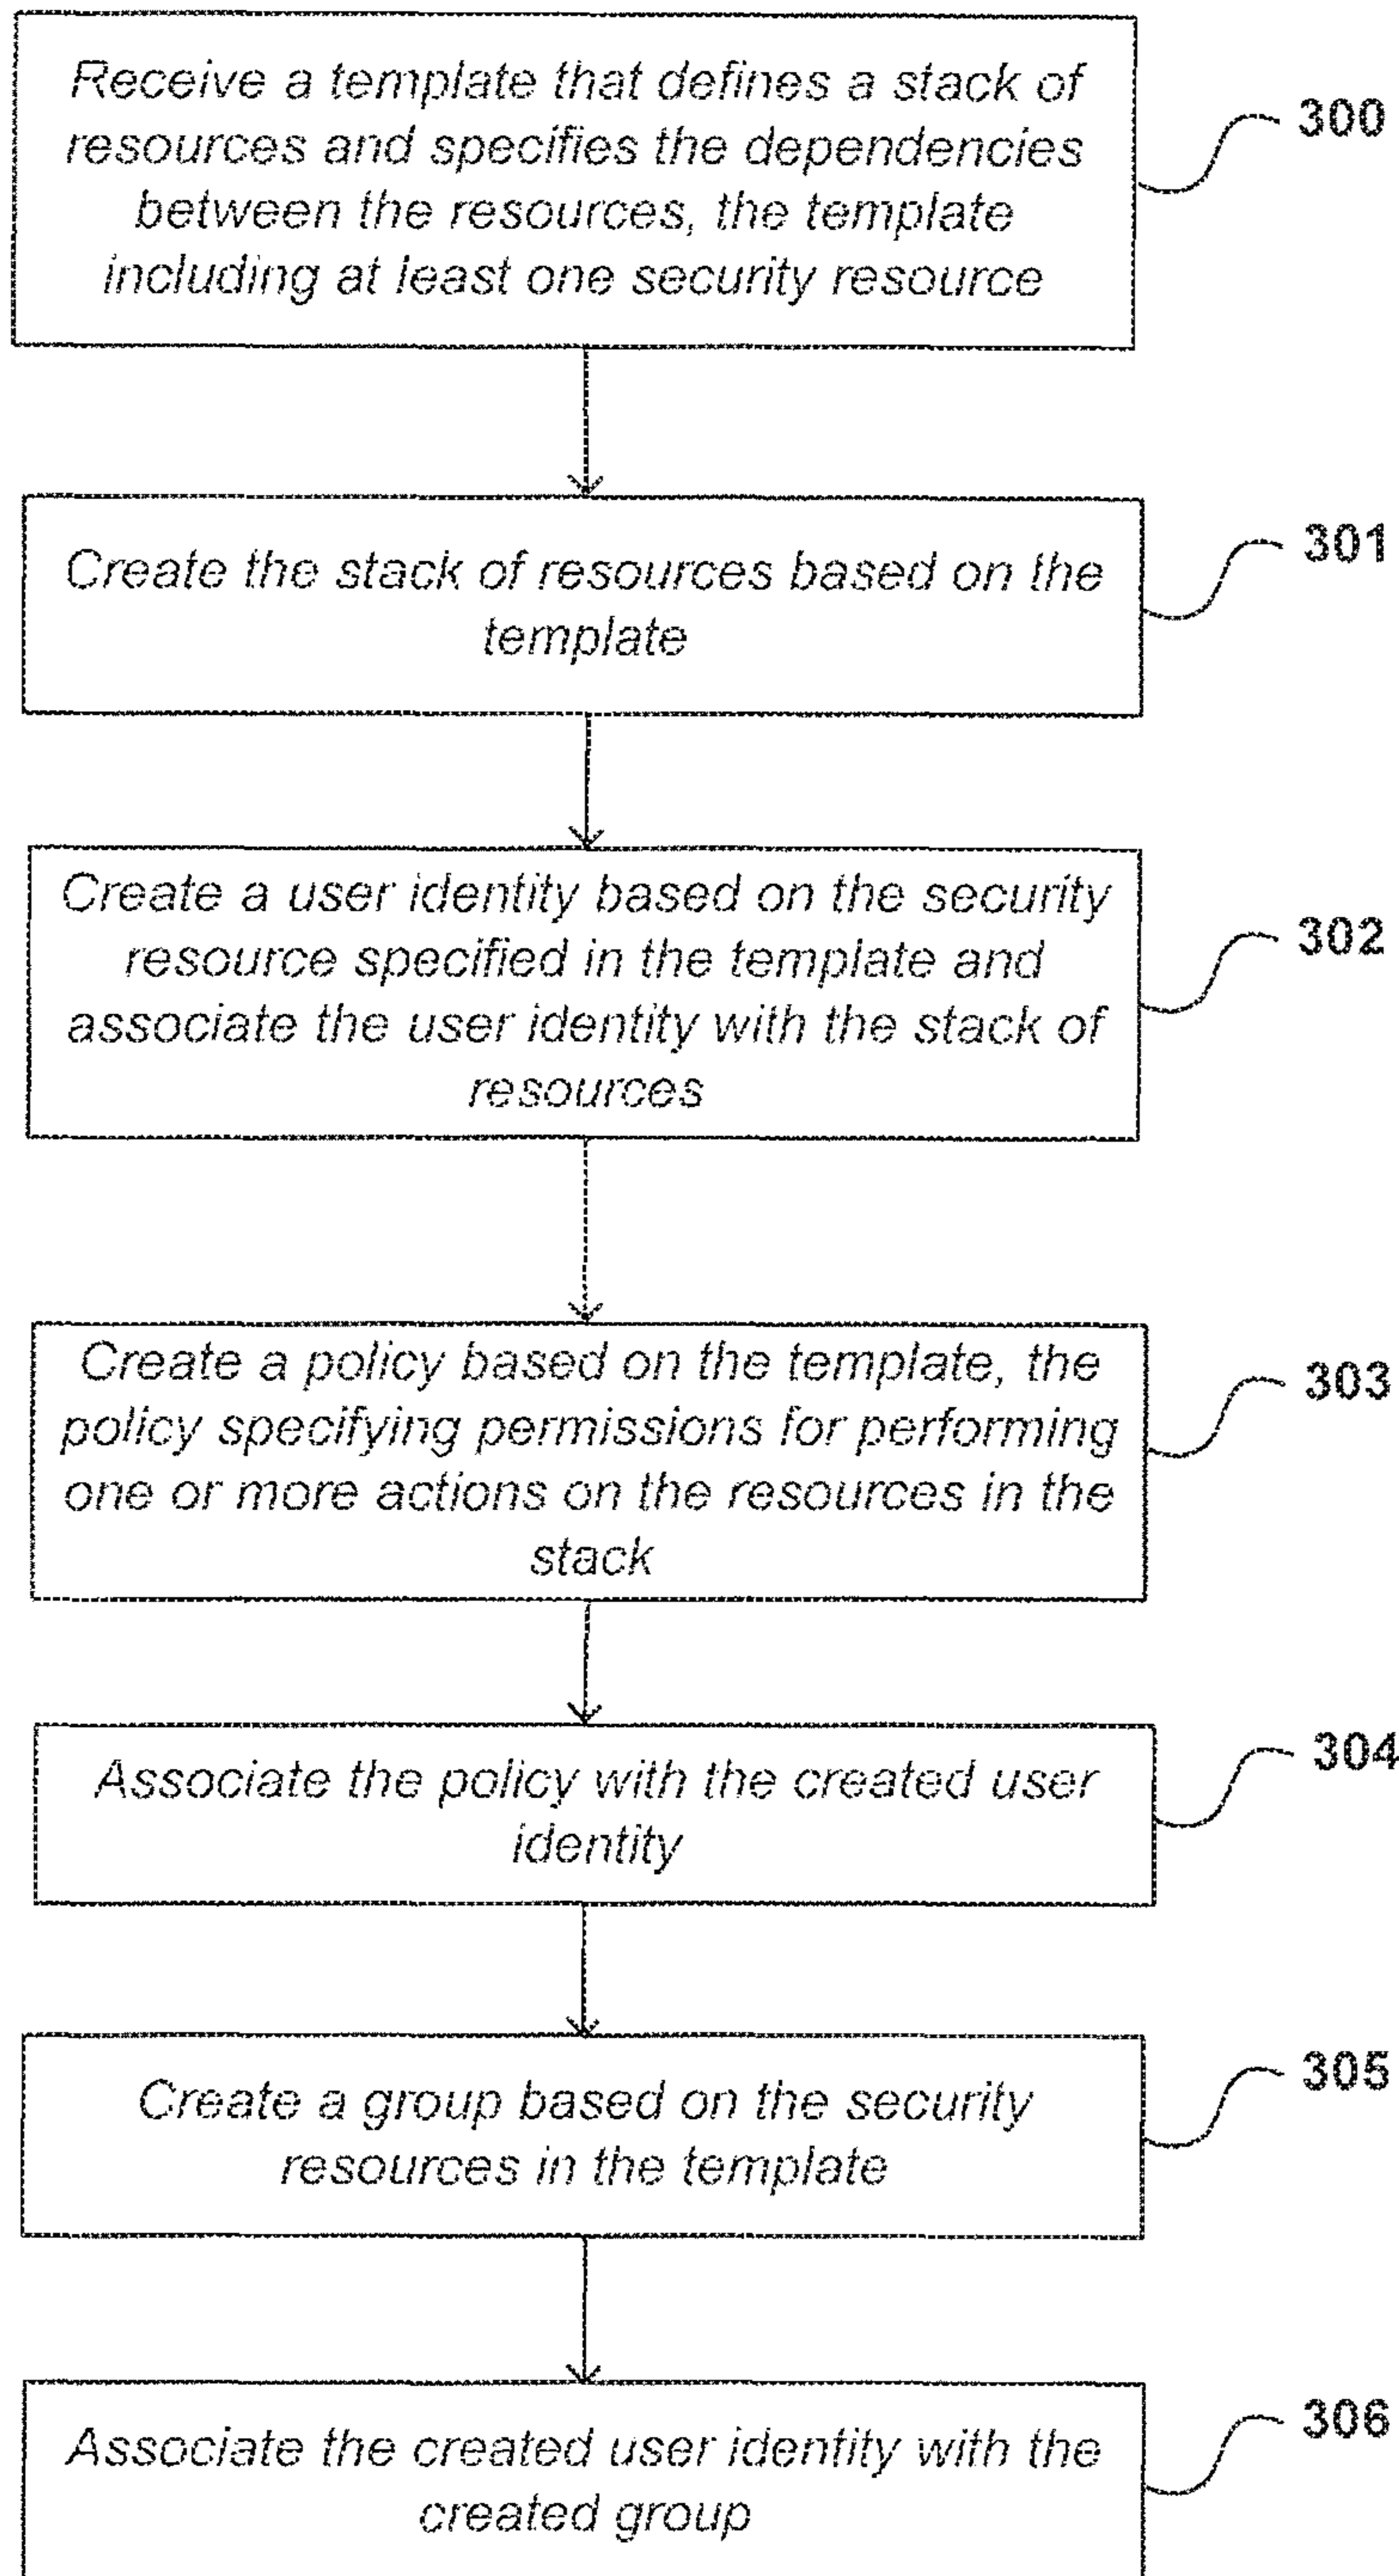 Receive a template that defines a stack of
resources and specifies the dependencies
between the resources, the template
including at least one security resource
300
Create the stack of resources based on the
template
301
Create a user identity based on the security
resource specified in the template and
associate the user identity with the stack of
resources
302
Create a policy based on the template, the
policy specifying permissions for performing
one or more actions on the resources in the
stack
303
Associate the policy with the created user
identity
304
Create a group based on the security
resources in the template
305
Associate the created user identity with the
created group
306